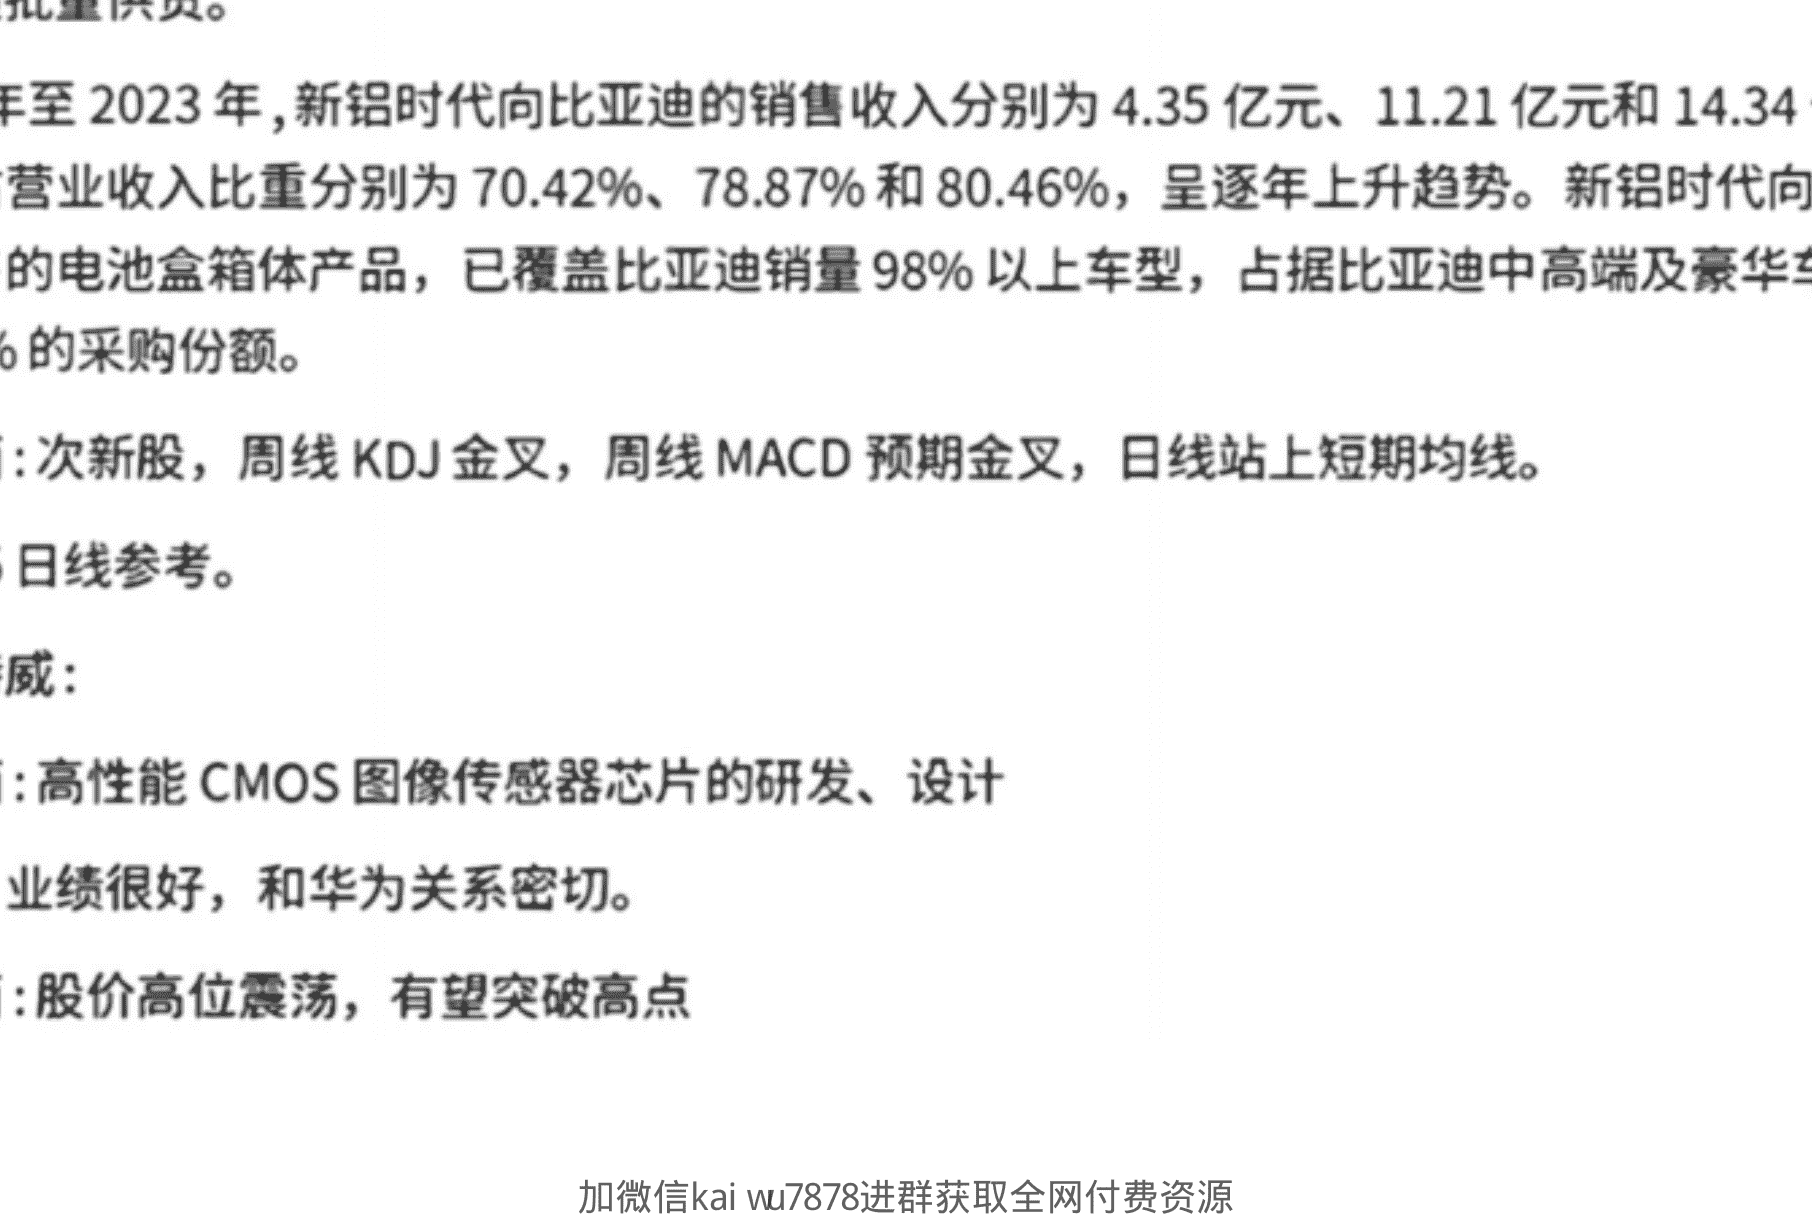 批量供货。
年至 2023 年,新铝时代向比亚迪的销售收入分别为 4.35 亿元、11.21 亿元和 14.34
营业收入比重分别为 70.42%、78.87% 和 80.46%，呈逐年上升趋势。新铝时代向
的电池盒箱体产品，已覆盖比亚迪销量 98% 以上车型，占据比亚迪中高端及豪华车
% 的采购份额。
:次新股，周线 KDJ 金叉，周线 MACD 预期金叉，日线站上短期均线。
日线参考。
威:
:高性能 CMOS 图像传感器芯片的研发、设计
业绩很好，和华为关系密切。
:股价高位震荡，有望突破高点
加微信kai wu7878进群获取全网付费资源